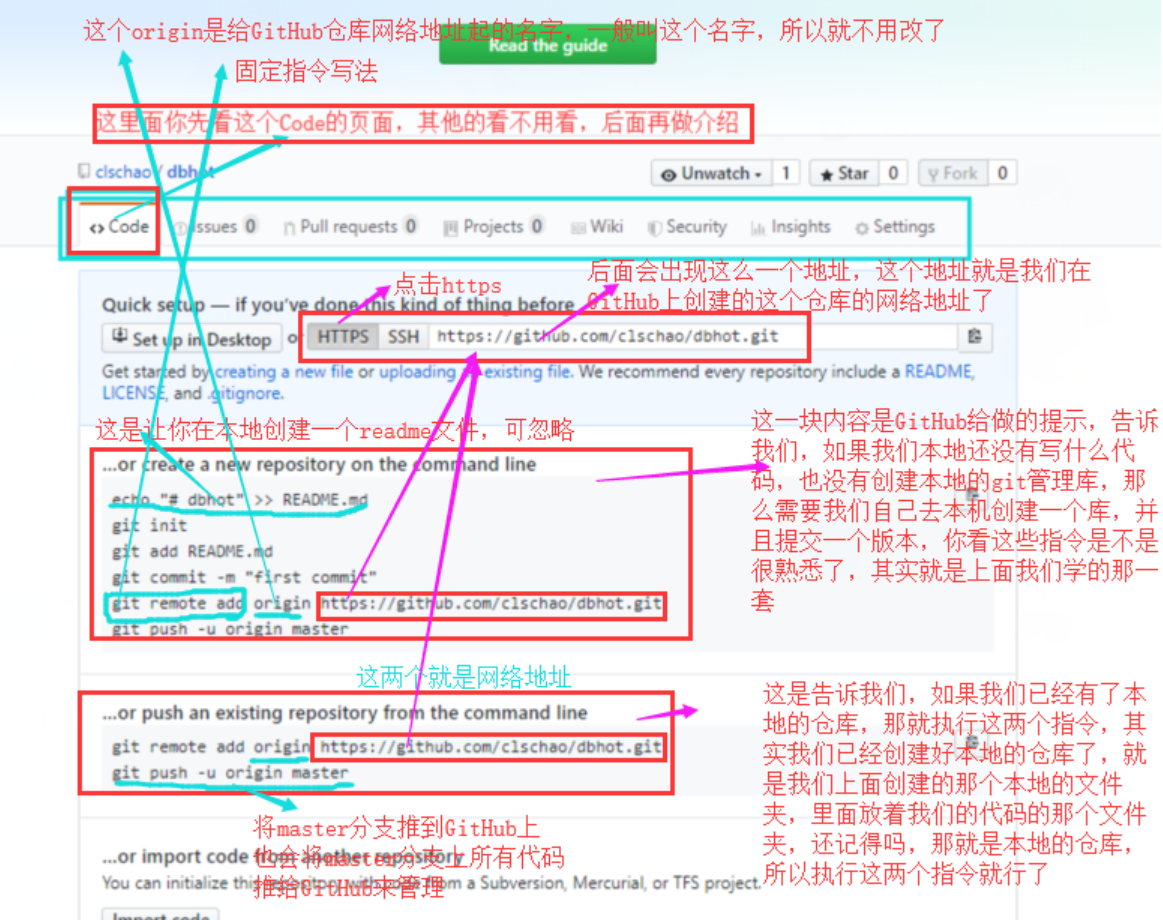 这个origin是给GitHub仓库网络地址起的名字，一般叫这个名字，所以就不用改了
Read the guide
固定指令写法
这里面你先看这个Code的页面，其他的看不用看，后面再做介绍
clschao / dbhot
Unwatch 1 Star 0 Fork 0
Code Issues 0 Pull requests 0 Projects 0 Wiki Security Insights Settings
后面会出现这么一个地址，这个地址就是我们在
GitHub上创建的这个仓库的网络地址了
点击https
Quick setup — if you've done this kind of thing before
Set up in Desktop or HTTPS SSH https://github.com/clschao/dbhot.git
Get started by creating a new file or uploading an existing file. We recommend every repository include a README,
LICENSE, and .gitignore.
这是让你在本地创建一个readme文件，可忽略
...or create a new repository on the command line
echo "# dbhot" >> README.md
git init
git add README.md
git commit -m "first commit"
git remote add origin https://github.com/clschao/dbhot.git
git push -u origin master
这一块内容是GitHub给做的提示，告诉
我们，如果我们本地还没有写什么代
码，也没有创建本地的git管理库，那
么需要我们自己去本机创建一个库，并
且提交一个版本，你看这些指令是不是
很熟悉了，其实就是上面我们学的那一
套
这两个就是网络地址
...or push an existing repository from the command line
git remote add origin https://github.com/clschao/dbhot.git
git push -u origin master
这是告诉我们，如果我们已经有了本
地的仓库，那就执行这两个指令，其
实我们已经创建好本地的仓库了，就
是我们上面创建的那个本地的文件
夹，里面放着我们的代码的那个文件
夹，还记得吗，那就是本地的仓库，
所以执行这两个指令就行了
将master分支推到GitHub上
也会将master分支上所有代码
推给GitHub来管理
...or import code from another repository
You can initialize this repository with code from a Subversion, Mercurial, or TFS project.
Import code